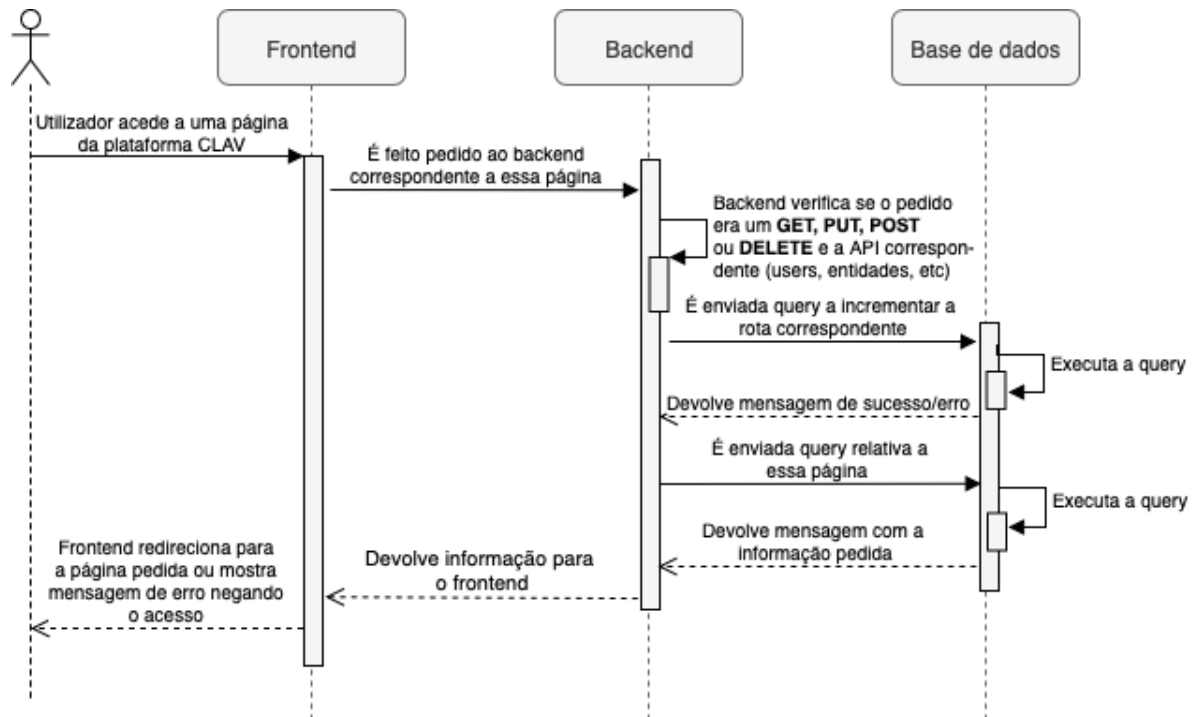 Frontend
Backend
Base de dados
Utilizador acede a uma página
da plataforma CLAV
É feito pedido ao backend
correspondente a essa página
Backend verifica se o pedido
era um GET, PUT, POST
ou DELETE e a API correspon-
dente (users, entidades, etc)
É enviada query a incrementar a
rota correspondente
Executa a query
Devolve mensagem de sucesso/erro
É enviada query relativa a
essa página
Executa a query
Devolve mensagem com a
informação pedida
Devolve informação para
o frontend
Frontend redireciona para
a página pedida ou mostra
mensagem de erro negando
o acesso